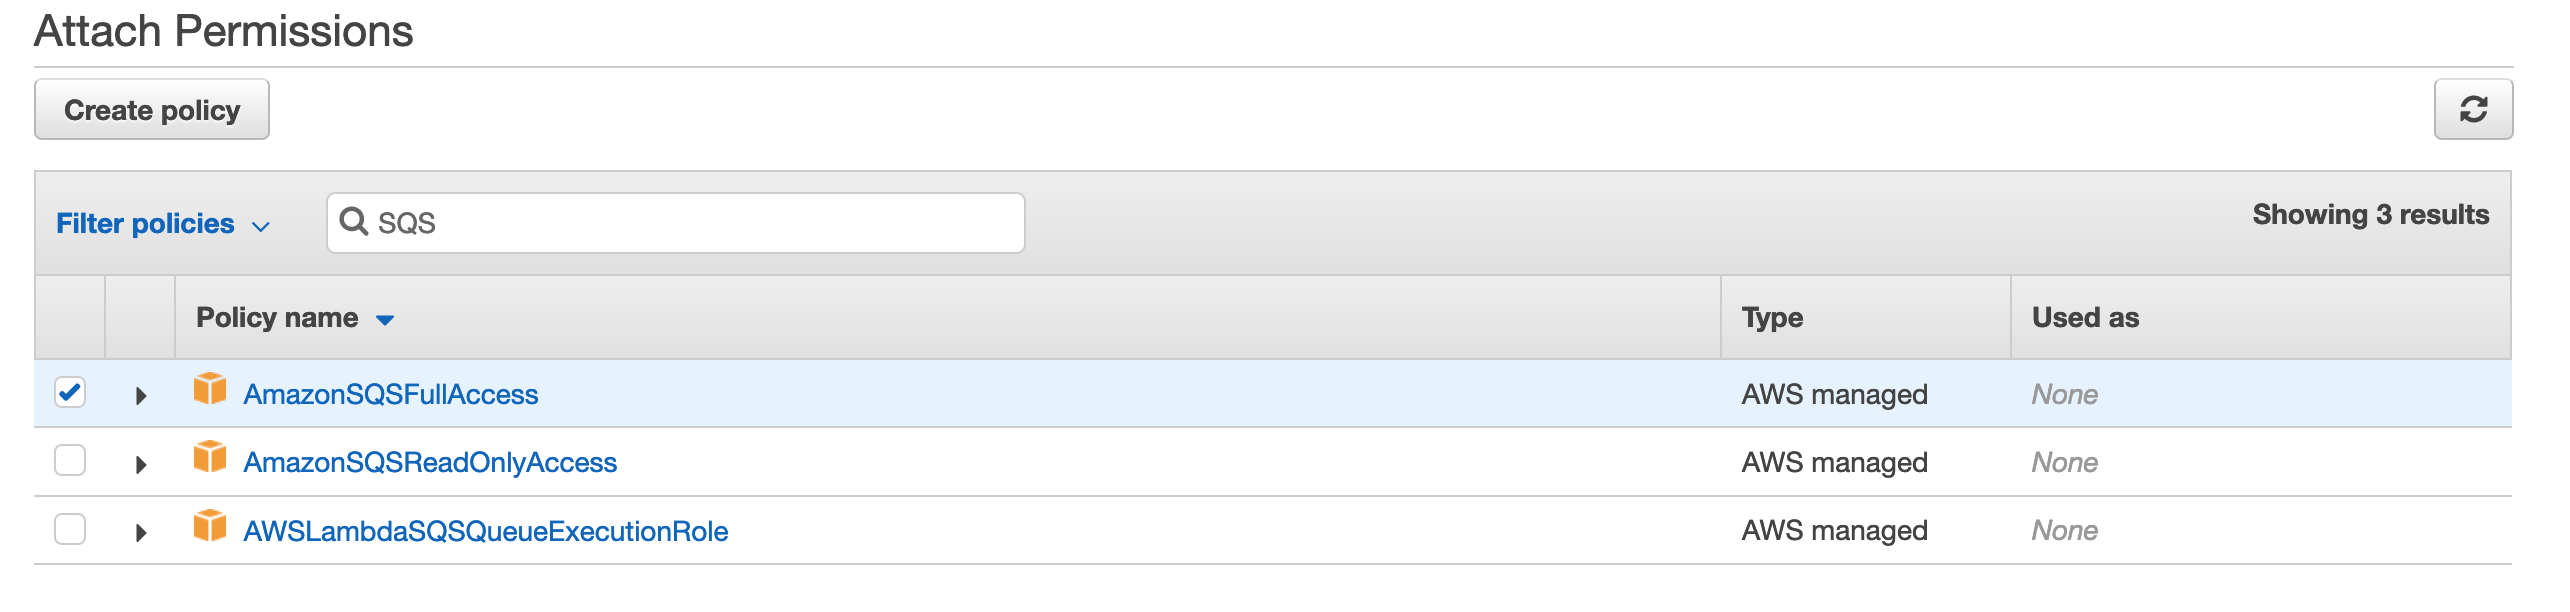 Attach Permissions
Create policy
Filter policies SQS Showing 3 results
Policy name Type Used as
AmazonSQSFullAccess AWS managed None
AmazonSQSReadOnlyAccess AWS managed None
AWSLambdaSQSQueueExecutionRole AWS managed None